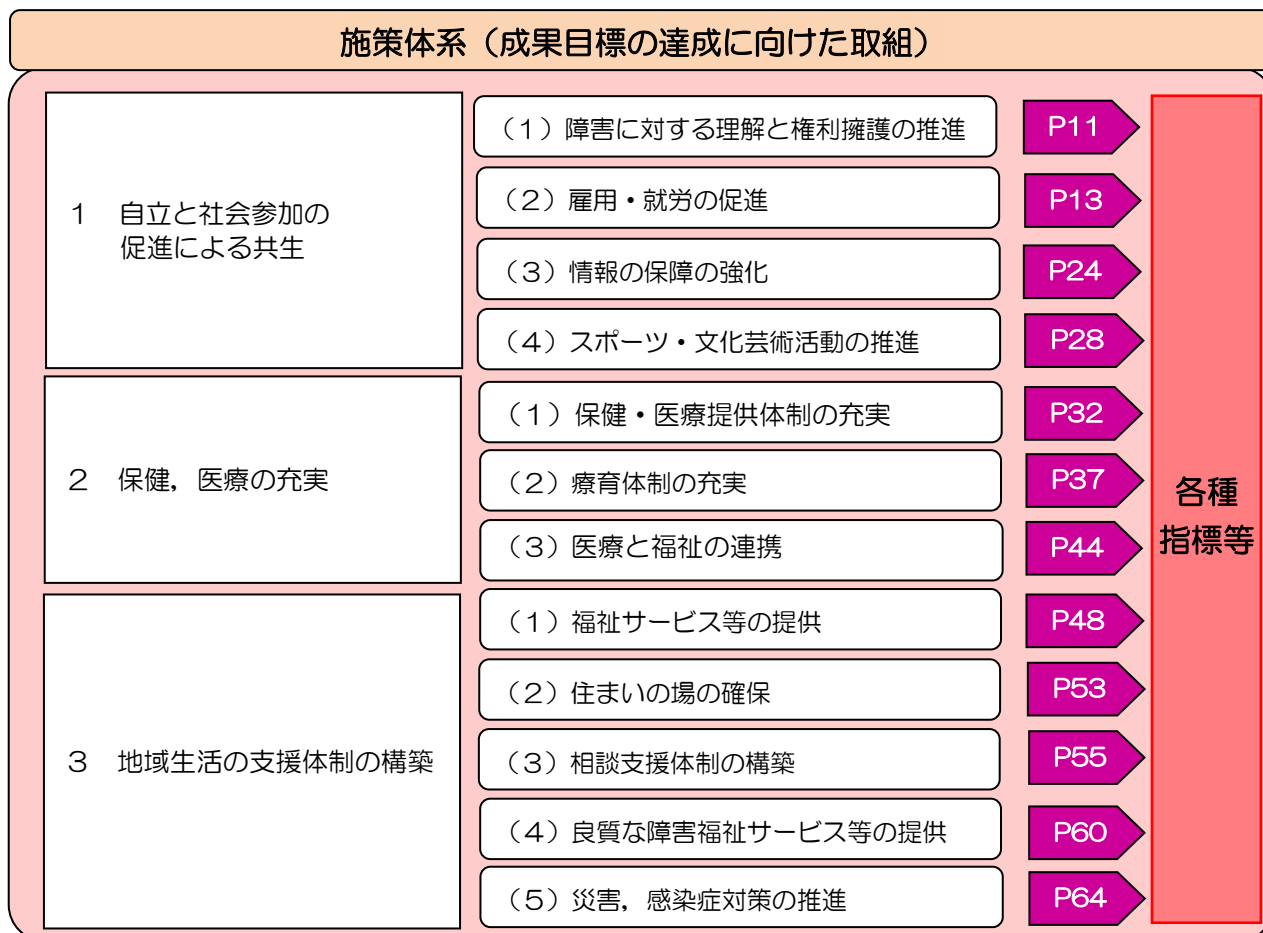 施策体系（成果目標の達成に向けた取組）
１　自立と社会参加の
促進による共生
（１）障害に対する理解と権利擁護の推進
P11
（２）雇用・就労の促進
P13
（３）情報の保障の強化
P24
（４）スポーツ・文化芸術活動の推進
P28
２　保健，医療の充実
（１）保健・医療提供体制の充実
P32
（２）療育体制の充実
P37
（３）医療と福祉の連携
P44
３　地域生活の支援体制の構築
（１）福祉サービス等の提供
P48
（２）住まいの場の確保
P53
（３）相談支援体制の構築
P55
（４）良質な障害福祉サービス等の提供
P60
（５）災害，感染症対策の推進
P64
各種
指標等